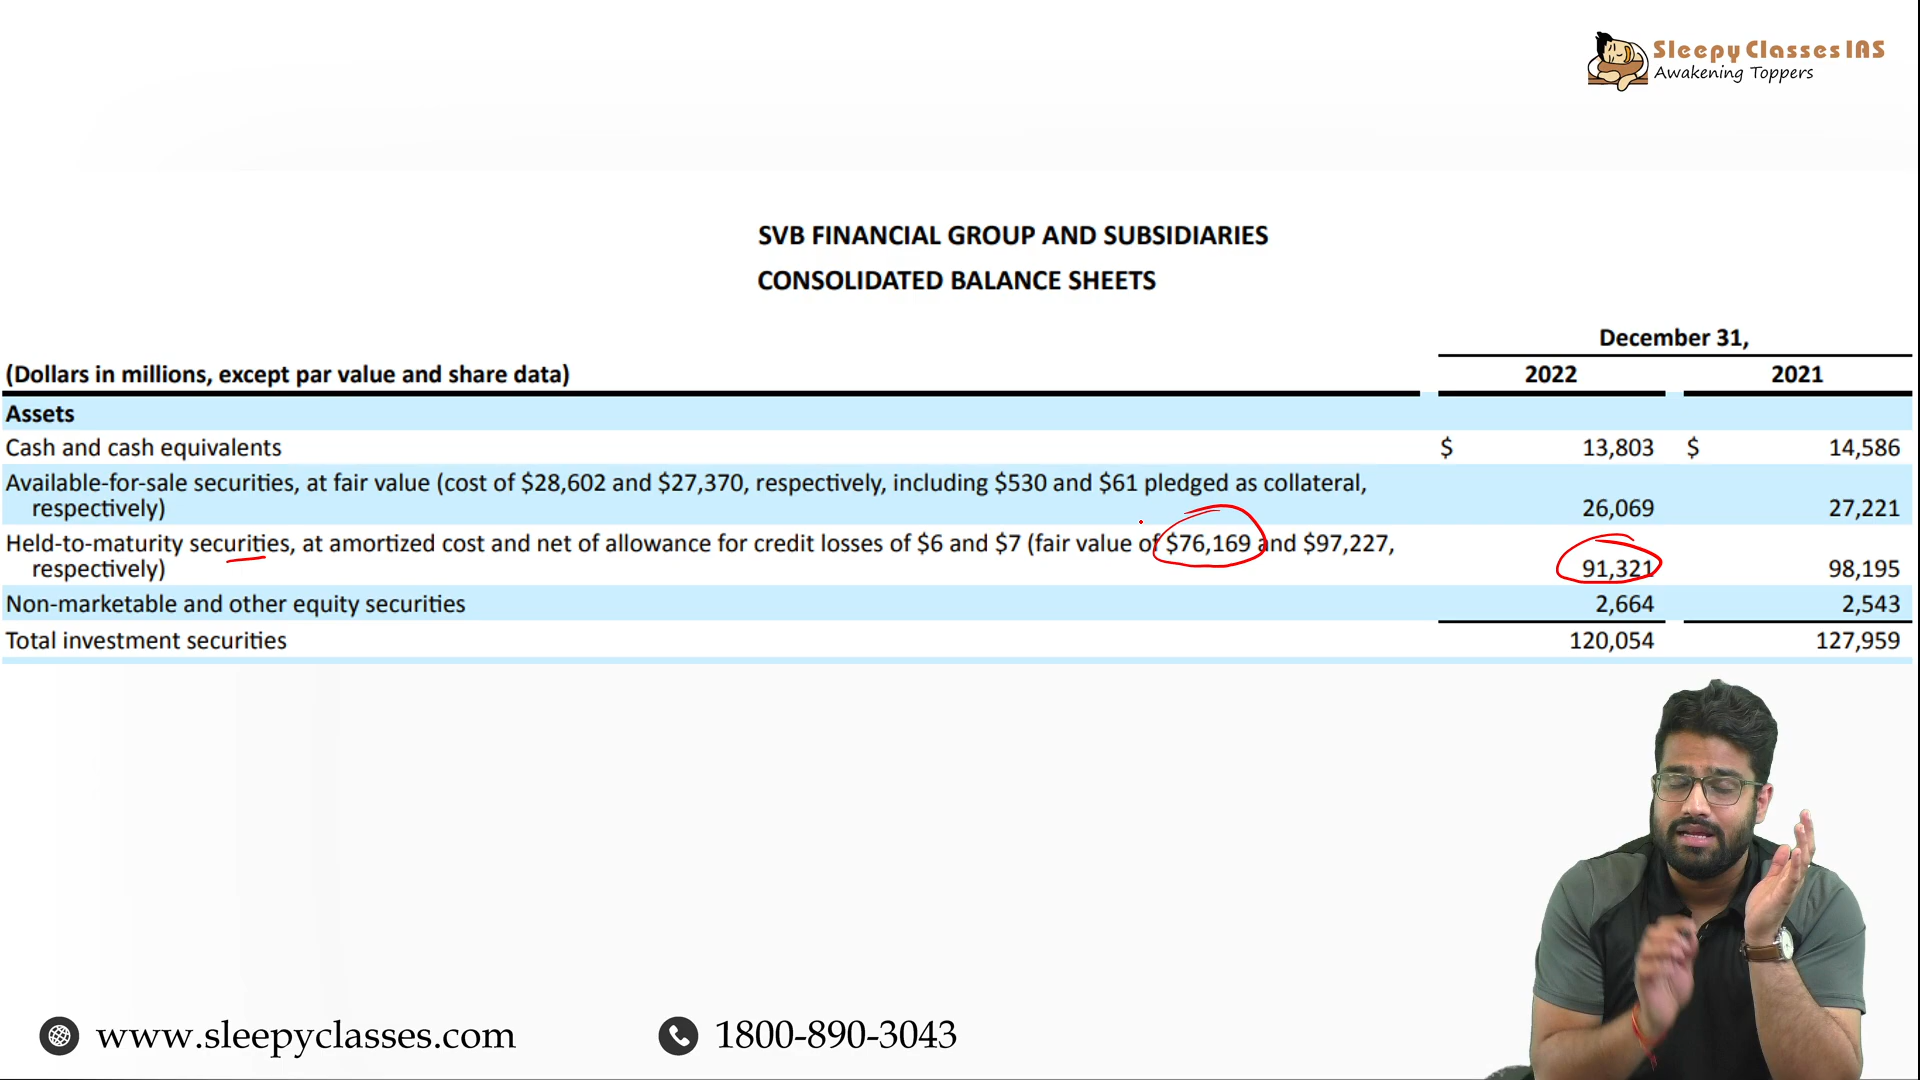 Sleepy Classes IAS
Awakening Toppers
SVB FINANCIAL GROUP AND SUBSIDIARIES
CONSOLIDATED BALANCE SHEETS
December 31,
(Dollars in millions, except par value and share data) 2022 2021
Assets
Cash and cash equivalents $ 13,803 $ 14,586
Available-for-sale securities, at fair value (cost of $28,602 and $27,370, respectively, including $530 and $61 pledged as collateral,
respectively) 26,069 27,221
Held-to-maturity securities, at amortized cost and net of allowance for credit losses of $6 and $7 (fair value of $76,169 and $97,227,
respectively) 91,321 98,195
Non-marketable and other equity securities 2,664 2,543
Total investment securities 120,054 127,959
www.sleepyclasses.com 1800-890-3043